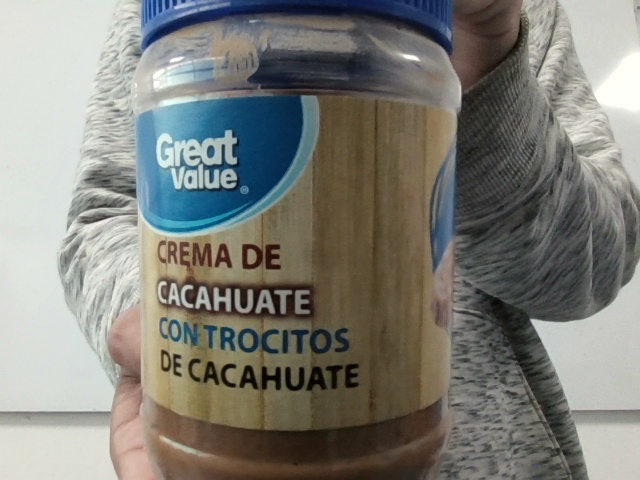 Great
Value®
CREMA DE
CACAHUATE
CON TROCITOS
DE CACAHUATE